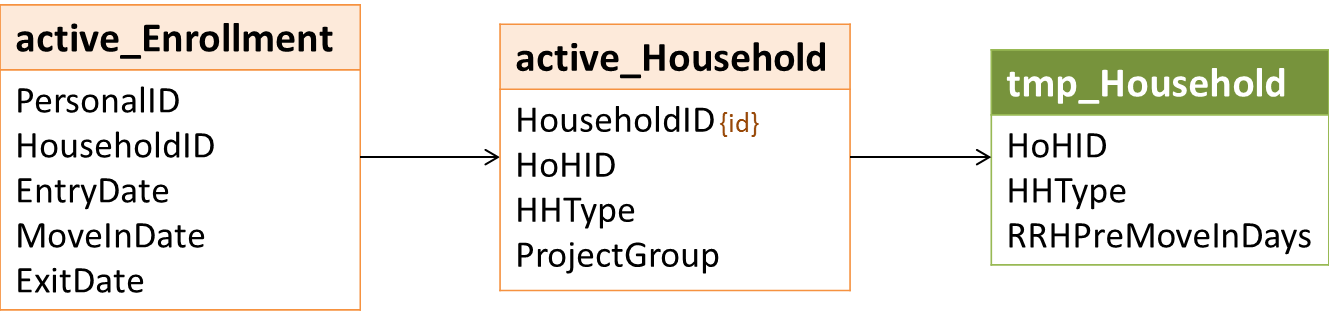 active_Enrollment
PersonalID
HouseholdID
EntryDate
MoveInDate
ExitDate
active_Household
HouseholdID {id}
HoHID
HHType
ProjectGroup
tmp_Household
HoHID
HHType
RRHPreMoveInDays